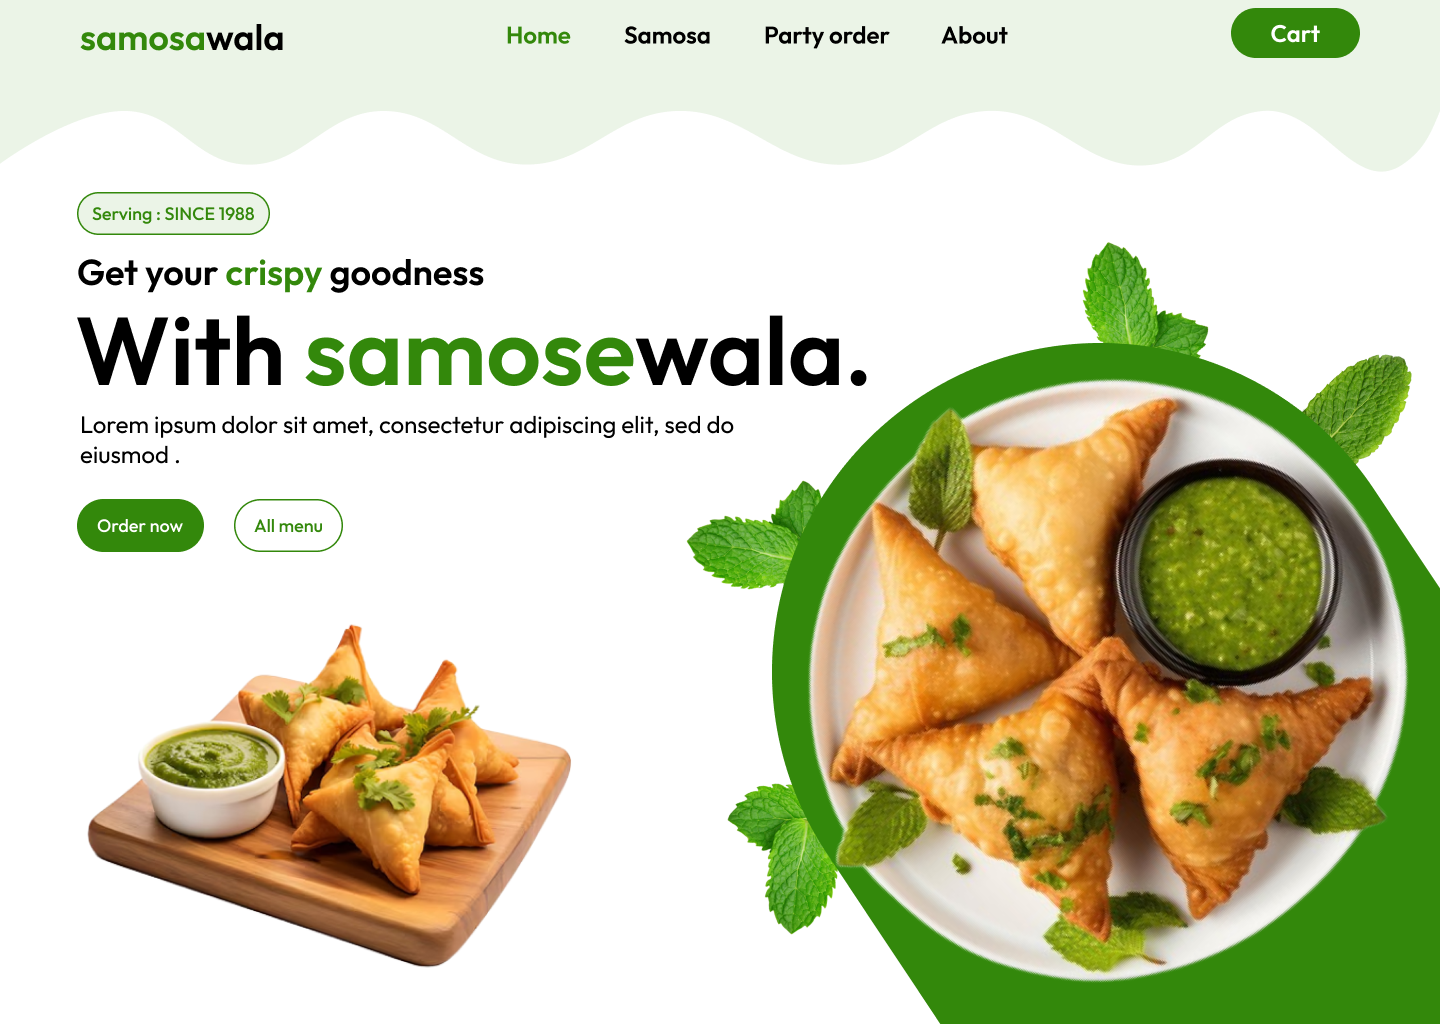 samosawala
Home Samosa Party order About
Cart
Serving : SINCE 1988
Get your crispy goodness
With samosewala.
Lorem ipsum dolor sit amet, consectetur adipiscing elit, sed do
eiusmod .
Order now
All menu